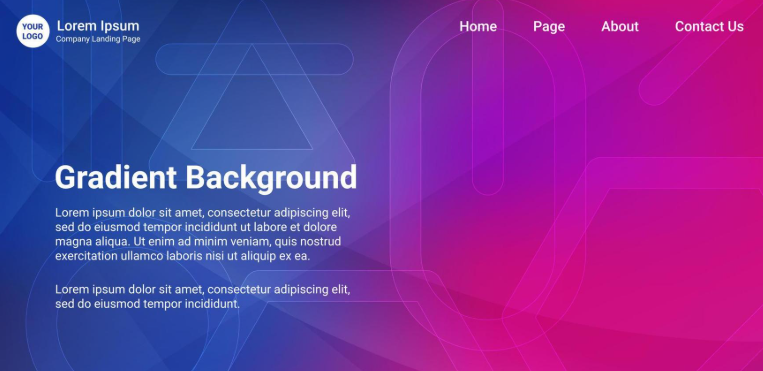 YOUR
LOGO
Lorem Ipsum
Company Landing Page
Home Page About Contact Us
Gradient Background
Lorem ipsum dolor sit amet, consectetur adipiscing elit,
sed do eiusmod tempor incididunt ut labore et dolore
magna aliqua. Ut enim ad minim veniam, quis nostrud
exercitation ullamco laboris nisi ut aliquip ex ea.
Lorem ipsum dolor sit amet, consectetur adipiscing elit,
sed do eiusmod tempor incididunt.